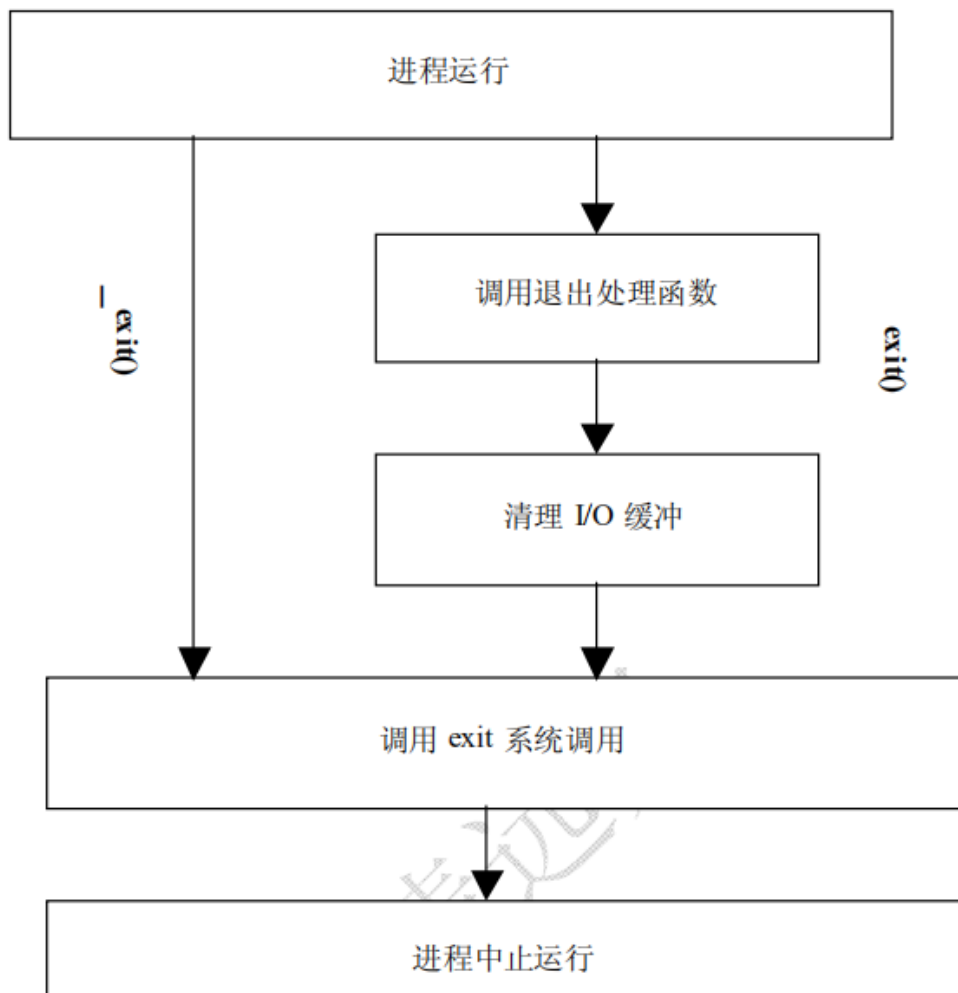 进程运行
调用退出处理函数
_exit()
exit()
清理 I/O 缓冲
调用 exit 系统调用
进程中止运行